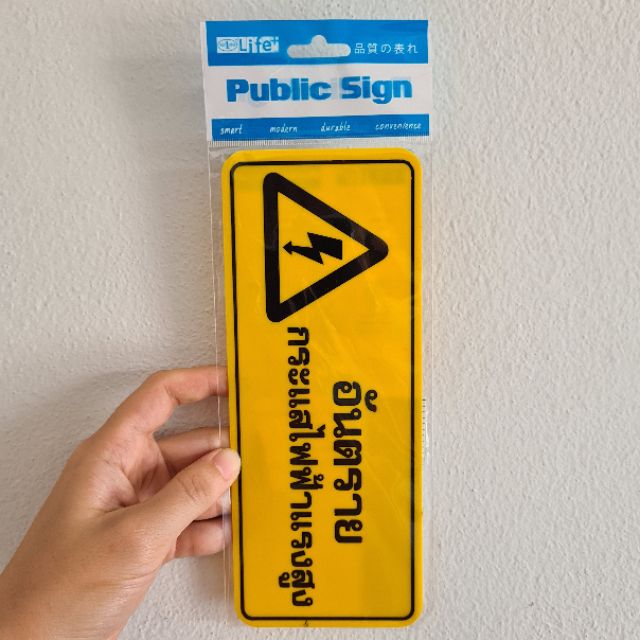 Life
品質の表れ
Public Sign
smart modern durable convenience
อันตราย
กระแสไฟฟ้าแรงสูง